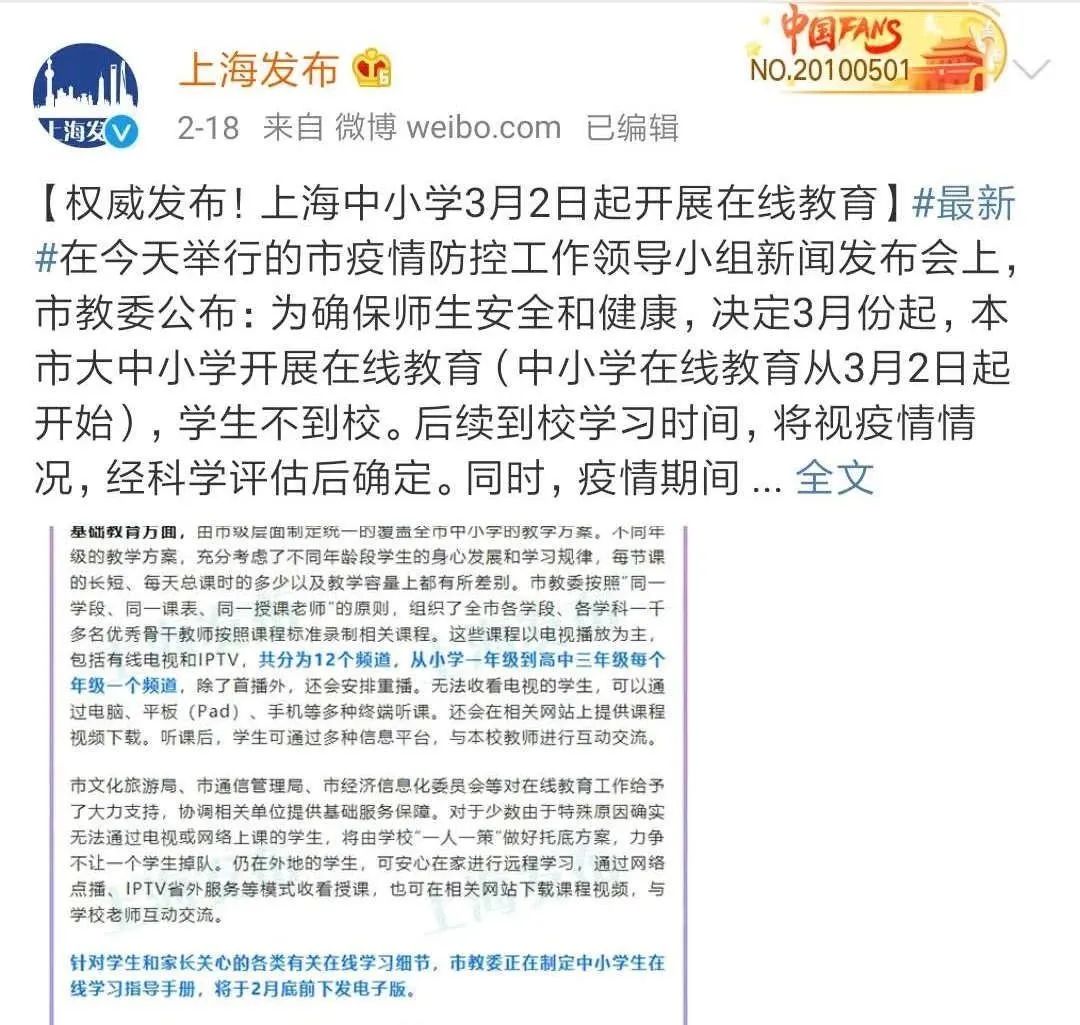 中国FANS
NO.20100501
上海发布
6
上海发
2-18 来自 微博 weibo.com 已编辑
【权威发布！上海中小学3月2日起开展在线教育】#最新
#在今天举行的市疫情防控工作领导小组新闻发布会上，
市教委公布：为确保师生安全和健康，决定3月份起，本
市大中小学开展在线教育（中小学在线教育从3月2日起
开始），学生不到校。后续到校学习时间，将视疫情情
况，经科学评估后确定。同时，疫情期间 ... 全文
基础教育方面，由市级层面制定统一的覆盖全市中小学的教学方案。不同年
级的教学方案，充分考虑了不同年龄段学生的身心发展和学习规律，每节课
的长短、每天总课时的多少以及教学容量上都有所差别。市教委按照“同一
学段、同一课表、同一授课老师”的原则，组织了全市各学段、各学科一千
多名优秀骨干教师按照课程标准录制相关课程。这些课程以电视播放为主，
包括有线电视和IPTV，共分为12个频道，从小学一年级到高中三年级每个
年级一个频道，除了首播外，还会安排重播。无法收看电视的学生，可以通
过电脑、平板（Pad）、手机等多种终端听课。还会在相关网站上提供课程
视频下载。听课后，学生可通过多种信息平台，与本校教师进行互动交流。
市文化旅游局、市通信管理局、市经济信息化委员会等对在线教育工作给予
了大力支持，协调相关单位提供基础服务保障。对于少数由于特殊原因确实
无法通过电视或网络上课的学生，将由学校“一人一策”做好托底方案，力争
不让一个学生掉队。仍在外地的学生，可安心在家进行远程学习，通过网络
点播、IPTV省外服务等模式收看授课，也可在相关网站下载课程视频，与
学校老师互动交流。
上海发布
上海发布
针对学生和家长关心的各类有关在线学习细节，市教委正在制定中小学生在
线学习指导手册，将于2月底前下发电子版。